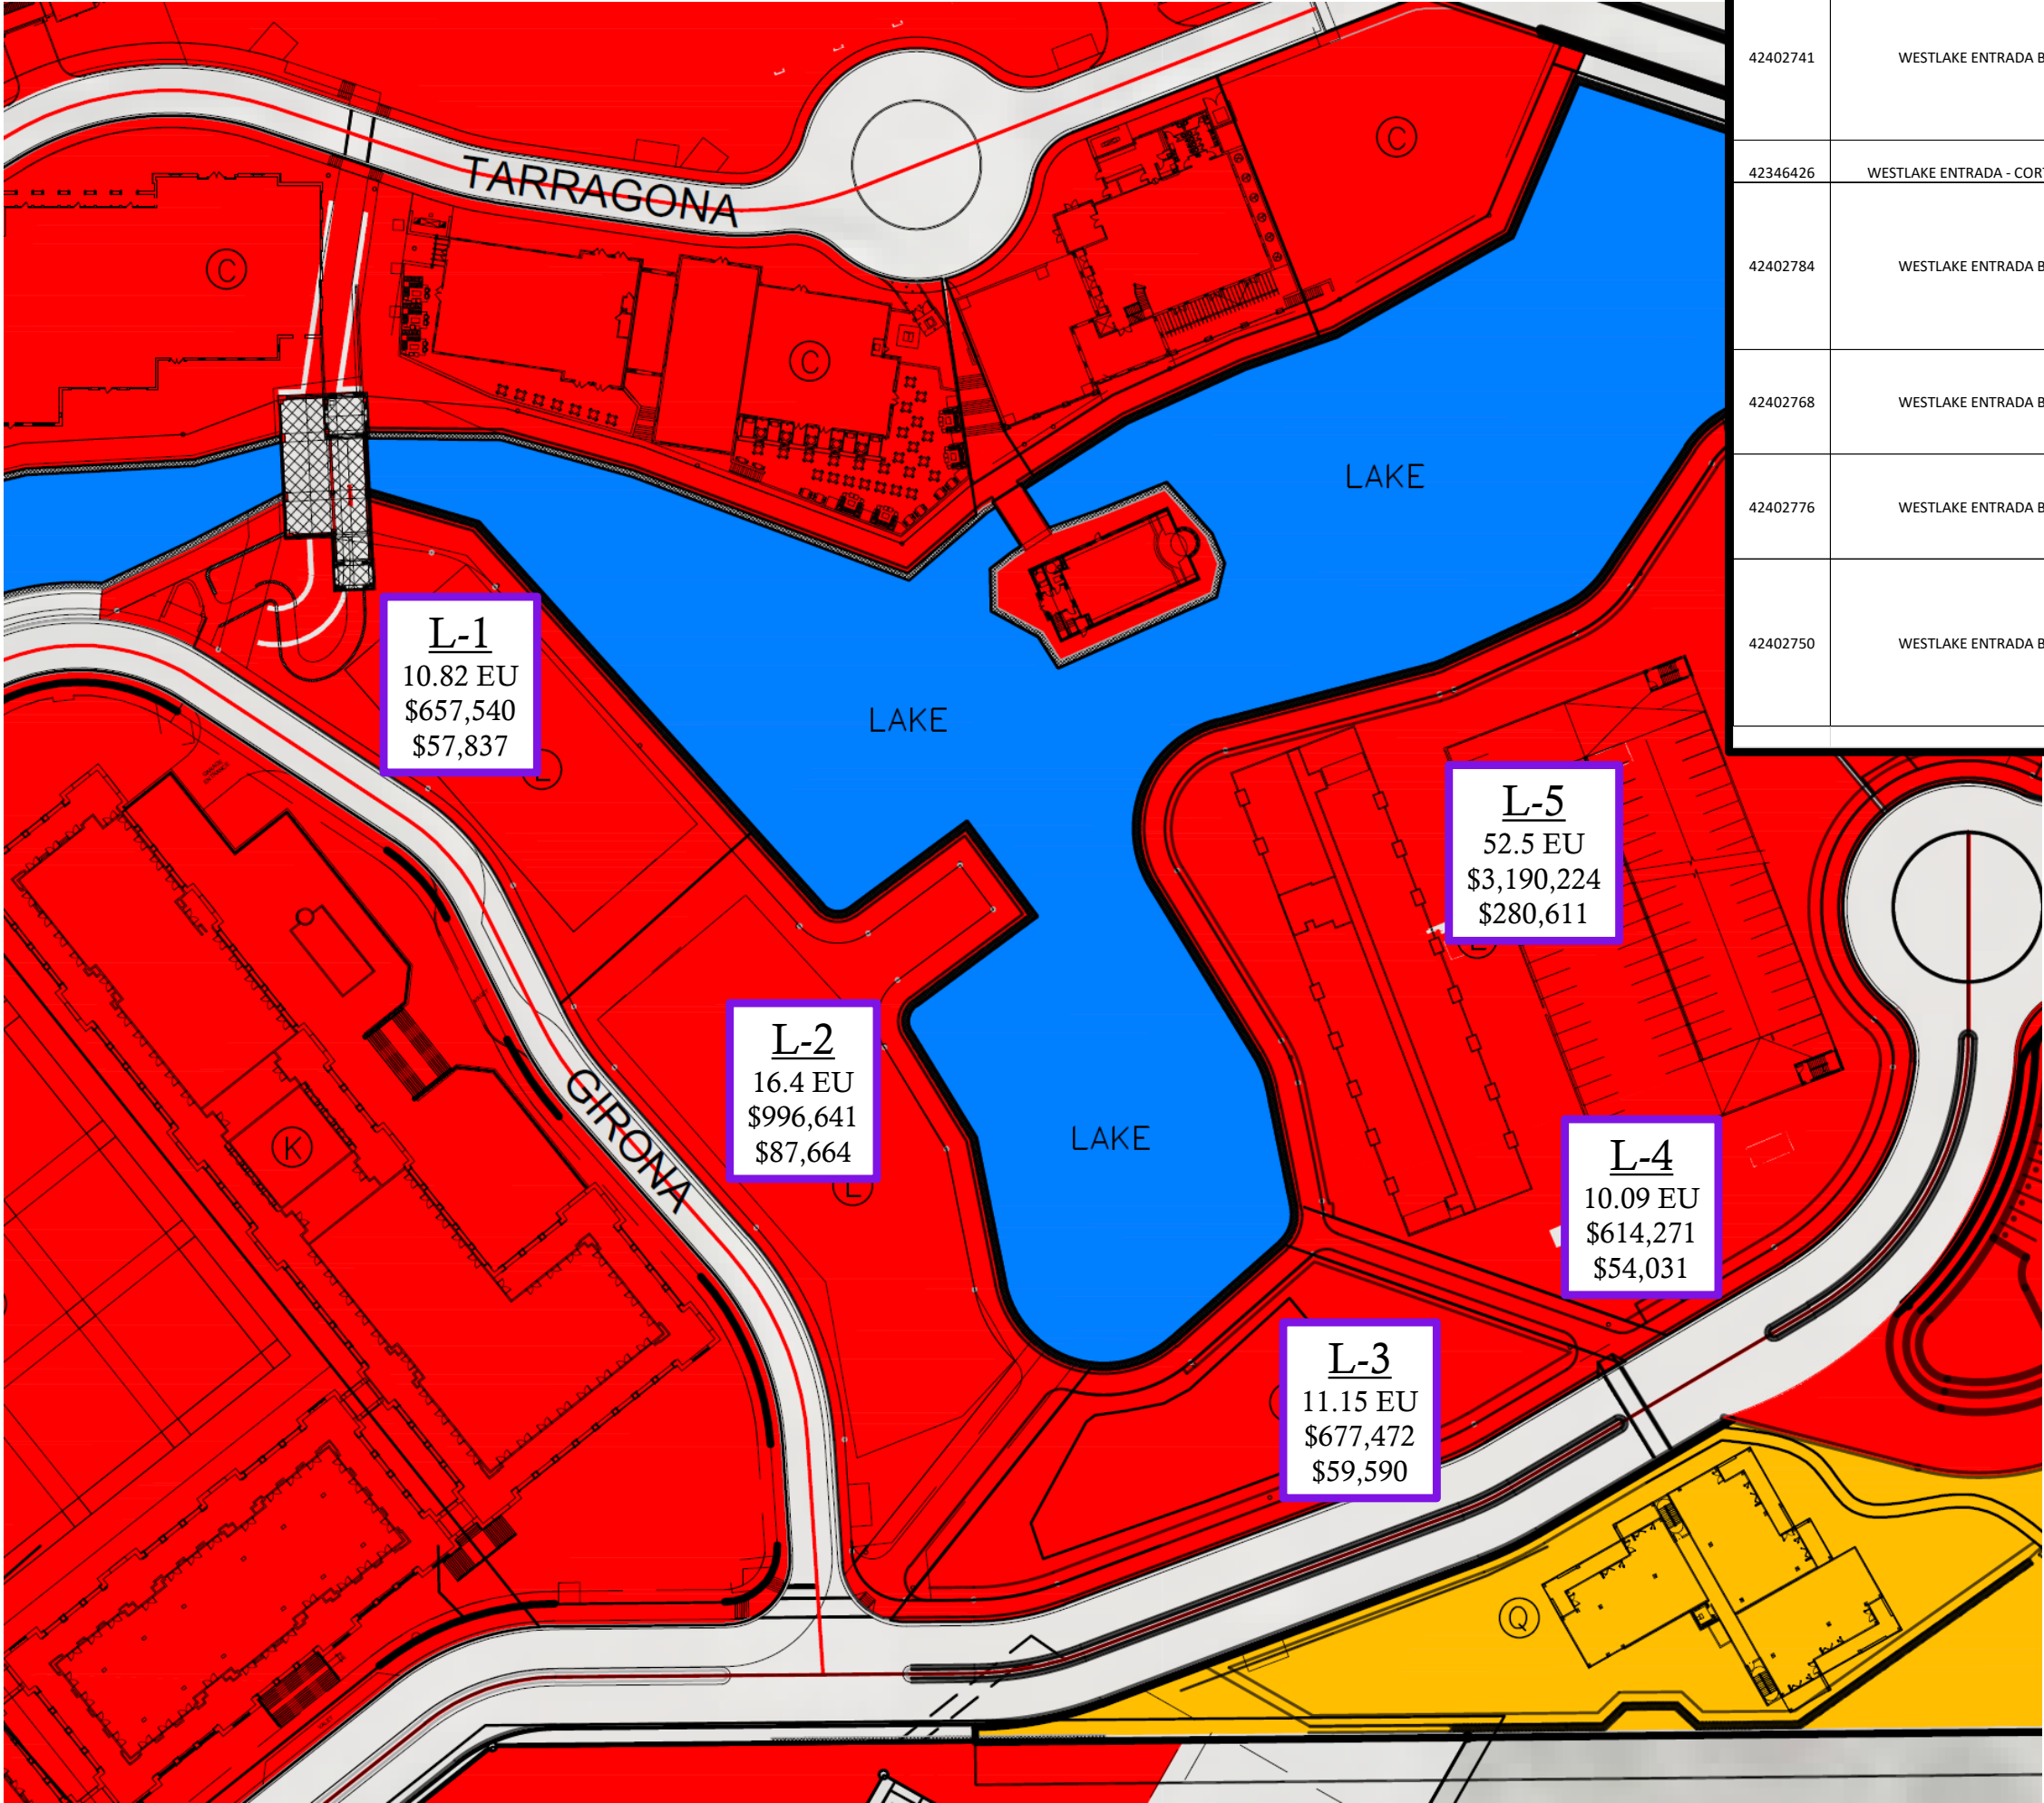 42402741 WESTLAKE ENTRADA B
42346426 WESTLAKE ENTRADA - COR
42402784 WESTLAKE ENTRADA B
42402768 WESTLAKE ENTRADA B
42402776 WESTLAKE ENTRADA B
42402750 WESTLAKE ENTRADA B
TARRAGONA
C
C
C
LAKE
L-1
10.82 EU
$657,540
$57,837
LAKE
L
L-5
52.5 EU
$3,190,224
$280,611
L-2
16.4 EU
$996,641
$87,664
L
GIRONA
K
LAKE
L-4
10.09 EU
$614,271
$54,031
L-3
11.15 EU
$677,472
$59,590
Q